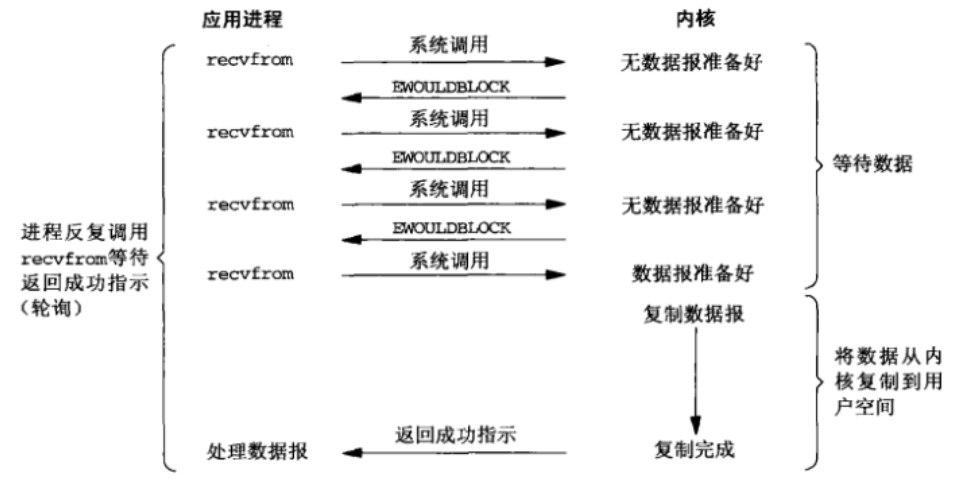 应用进程
内核
recvfrom
系统调用
无数据报准备好
EWOULDBLOCK
recvfrom
系统调用
无数据报准备好
EWOULDBLOCK
等待数据
recvfrom
系统调用
无数据报准备好
EWOULDBLOCK
进程反复调用
recvfrom等待
返回成功指示
（轮询）
recvfrom
系统调用
数据报准备好
复制数据报
将数据从内
核复制到用
户空间
处理数据报
返回成功指示
复制完成